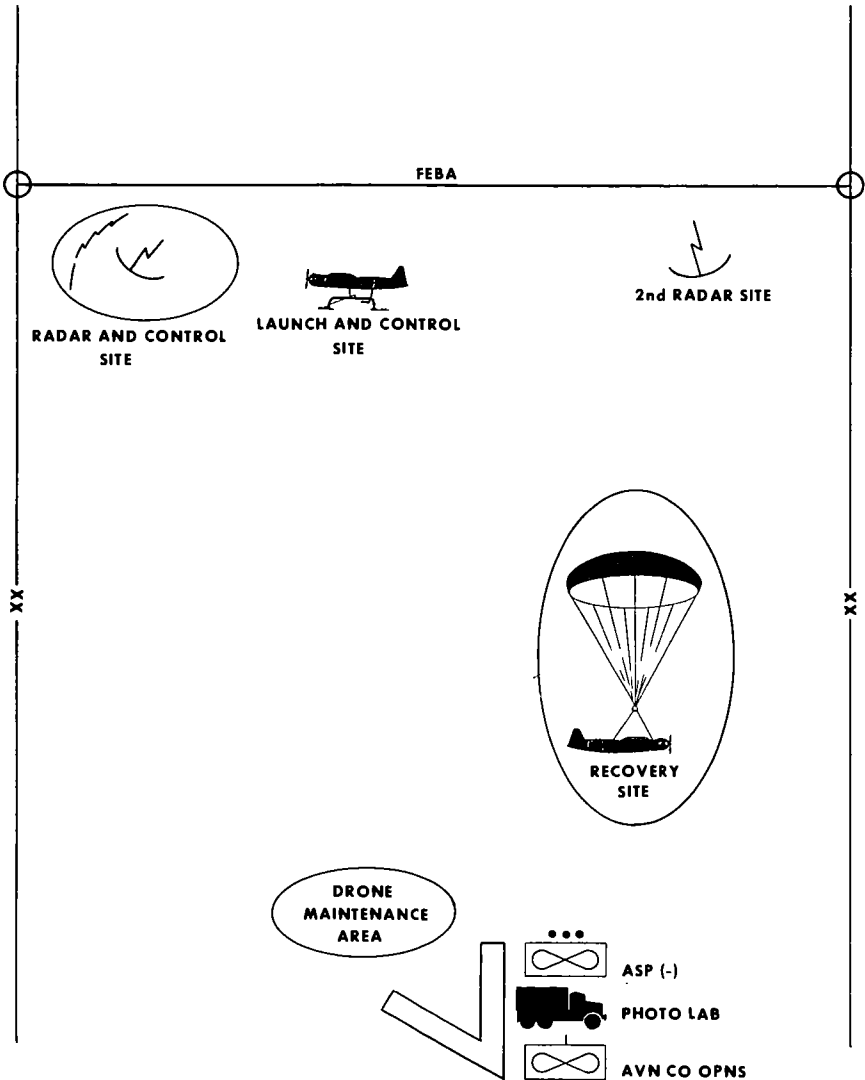 FEBA
RADAR AND CONTROL
SITE
LAUNCH AND CONTROL
SITE
2nd RADAR SITE
XX
XX
RECOVERY
SITE
DRONE
MAINTENANCE
AREA
ASP (-)
PHOTO LAB
AVN CO OPNS